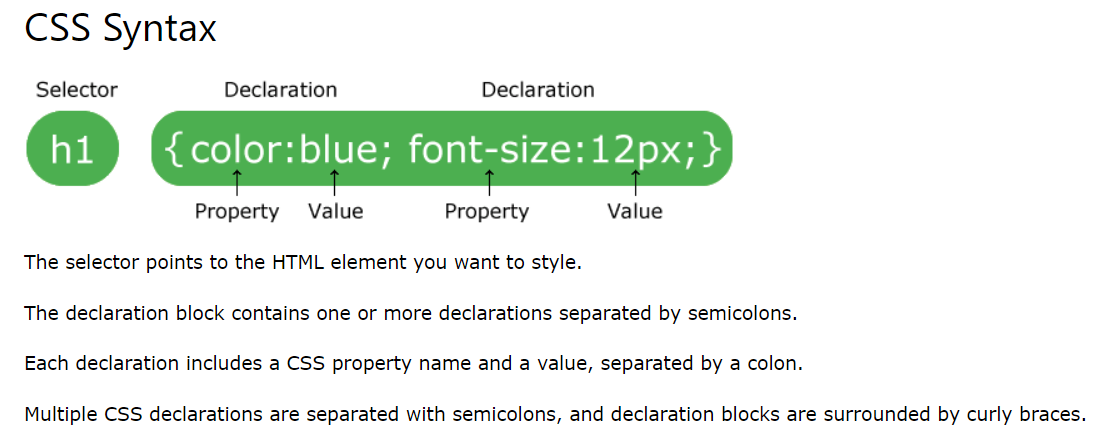 CSS Syntax
Selector Declaration Declaration
h1 {color:blue; font-size:12px;}
Property Value Property Value
The selector points to the HTML element you want to style.
The declaration block contains one or more declarations separated by semicolons.
Each declaration includes a CSS property name and a value, separated by a colon.
Multiple CSS declarations are separated with semicolons, and declaration blocks are surrounded by curly braces.